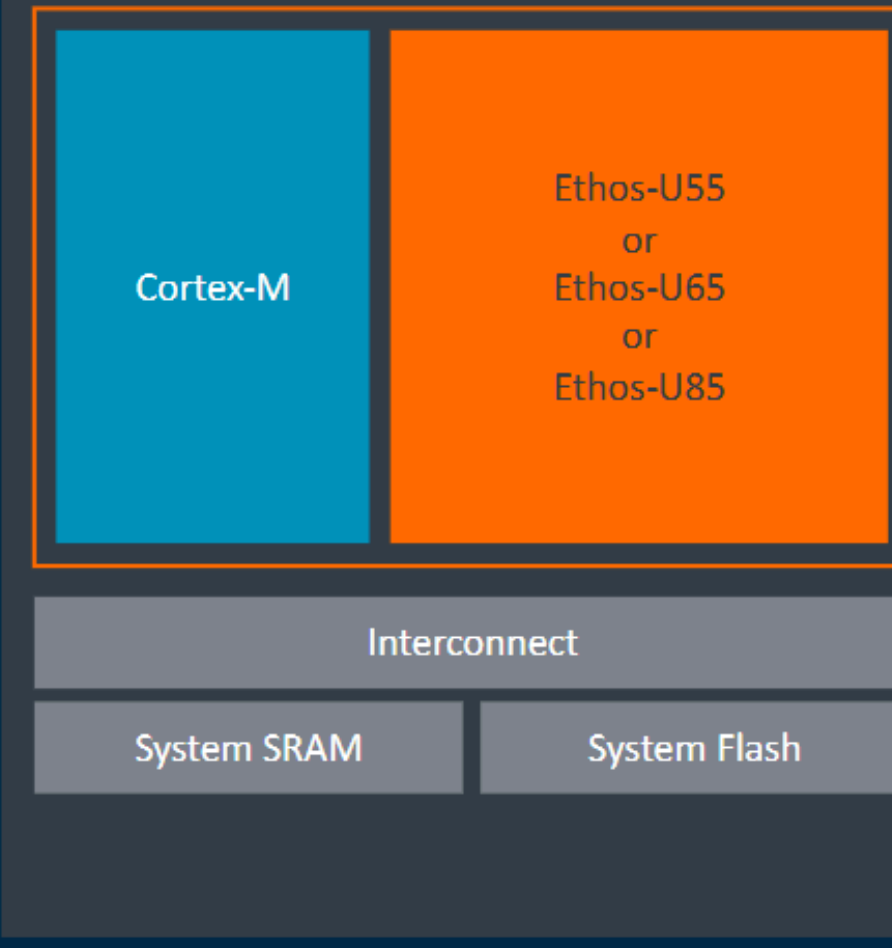 Cortex-M
Ethos-U55
or
Ethos-U65
or
Ethos-U85
Interconnect
System SRAM
System Flash